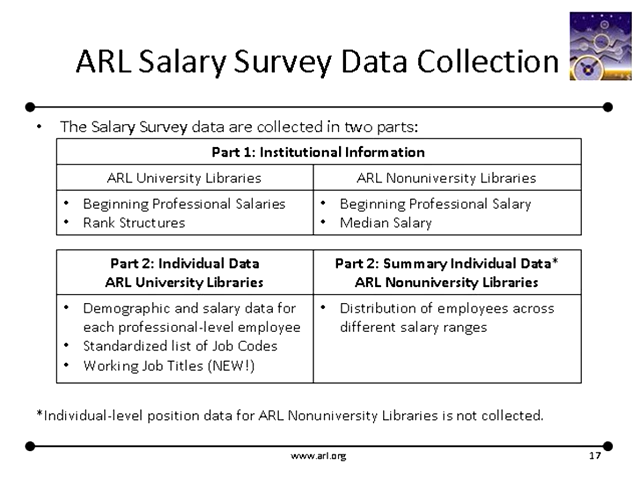 ARL Salary Survey Data Collection
• The Salary Survey data are collected in two parts:
Part 1: Institutional Information
ARL University Libraries
ARL Nonuniversity Libraries
• Beginning Professional Salaries
• Rank Structures
• Beginning Professional Salary
• Median Salary
Part 2: Individual Data
ARL University Libraries
Part 2: Summary Individual Data*
ARL Nonuniversity Libraries
• Demographic and salary data for
each professional-level employee
• Standardized list of Job Codes
• Working Job Titles (NEW!)
• Distribution of employees across
different salary ranges
*Individual-level position data for ARL Nonuniversity Libraries is not collected.
www.arl.org
17